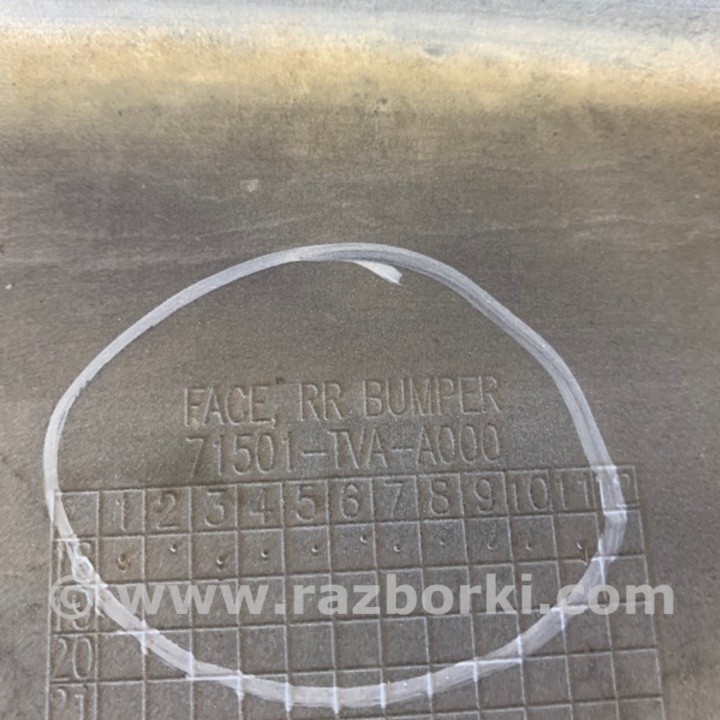 FACE, RR. BUMPER
71501-TVA-A000
1 2 3 4 5 6 7 8 9 10 11
© www.razborki.com
20
21